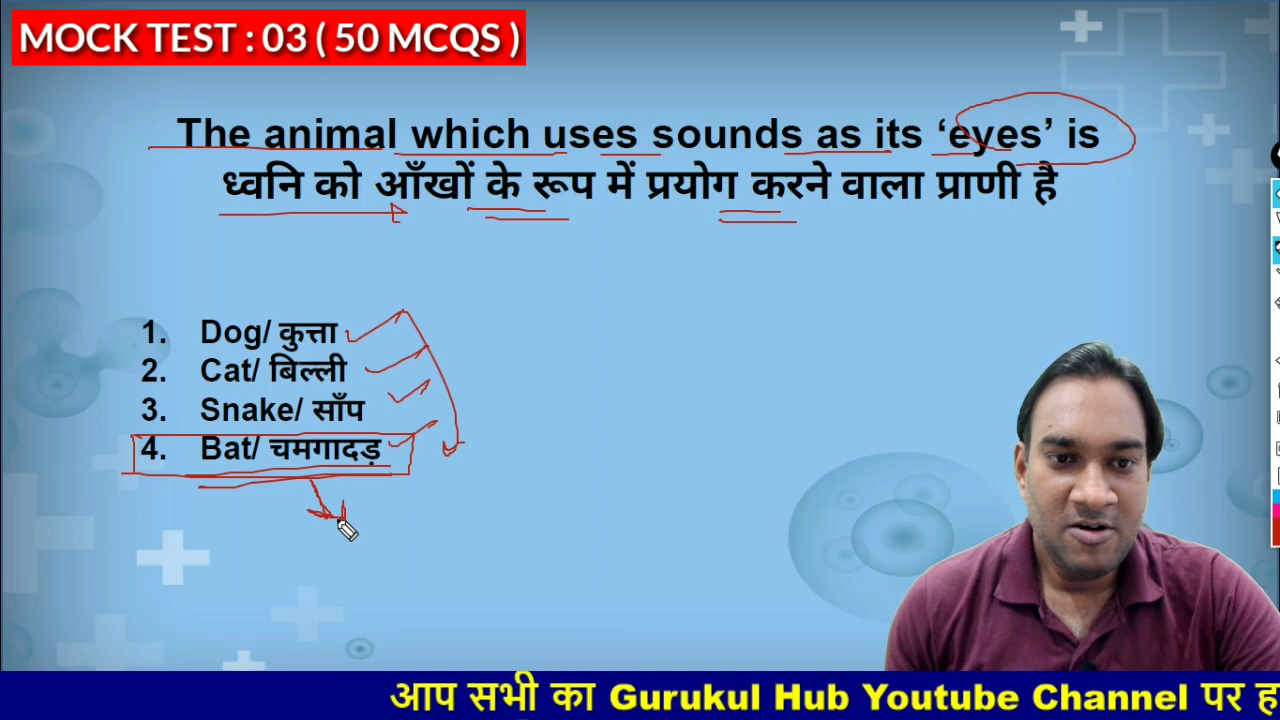 MOCK TEST : 03 ( 50 MCQS )
The animal which uses sounds as its ‘eyes’ is
ध्वनि को आँखों के रूप में प्रयोग करने वाला प्राणी है
1. Dog/ कुत्ता
2. Cat/ बिल्ली
3. Snake/ साँप
4. Bat/ चमगादड़
आप सभी का Gurukul Hub Youtube Channel पर ह